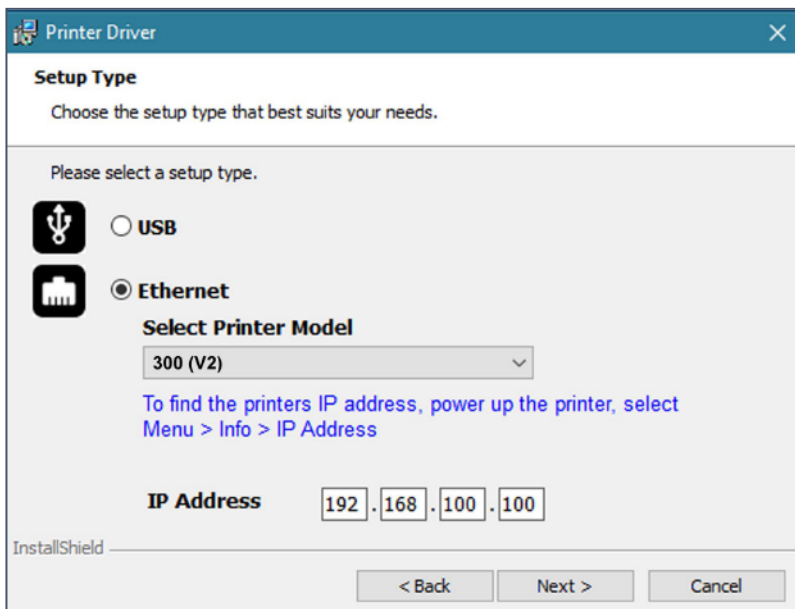 Printer Driver
Setup Type
Choose the setup type that best suits your needs.
Please select a setup type.
USB
Ethernet
Select Printer Model
300 (V2)
To find the printers IP address, power up the printer, select
Menu > Info > IP Address
IP Address 192 . 168 . 100 . 100
InstallShield
< Back Next > Cancel